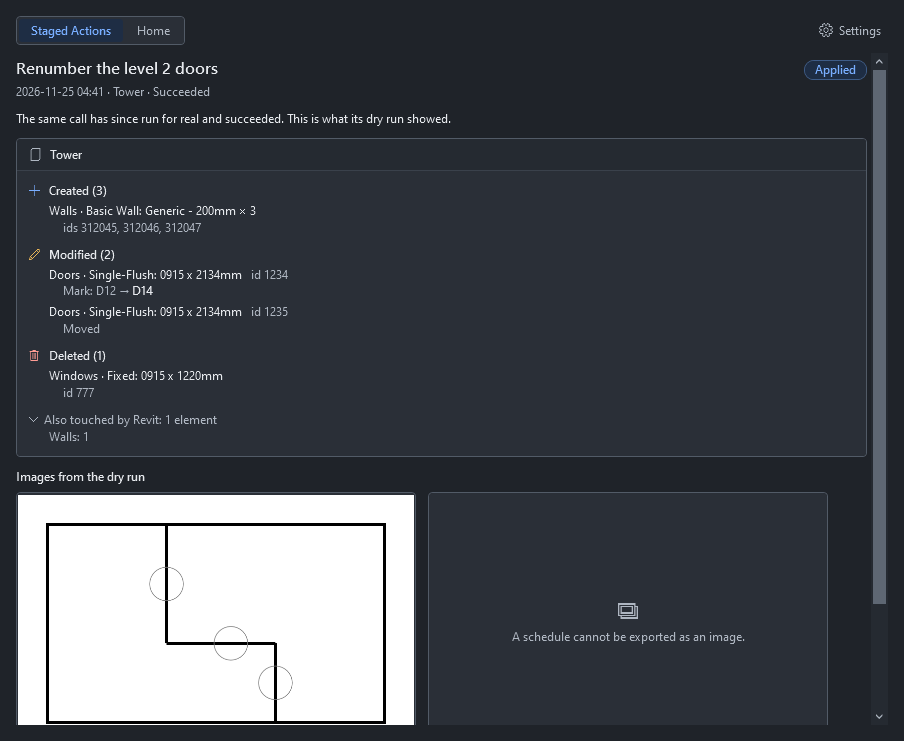 Staged Actions
Home
Settings
Renumber the level 2 doors
Applied
2026-11-25 04:41 · Tower · Succeeded
The same call has since run for real and succeeded. This is what its dry run showed.
Tower
Created (3)
Walls · Basic Wall: Generic - 200mm × 3
ids 312045, 312046, 312047
Modified (2)
Doors · Single-Flush: 0915 x 2134mm id 1234
Mark: D12 → D14
Doors · Single-Flush: 0915 x 2134mm id 1235
Moved
Deleted (1)
Windows · Fixed: 0915 x 1220mm
id 777
Also touched by Revit: 1 element
Walls: 1
Images from the dry run
A schedule cannot be exported as an image.